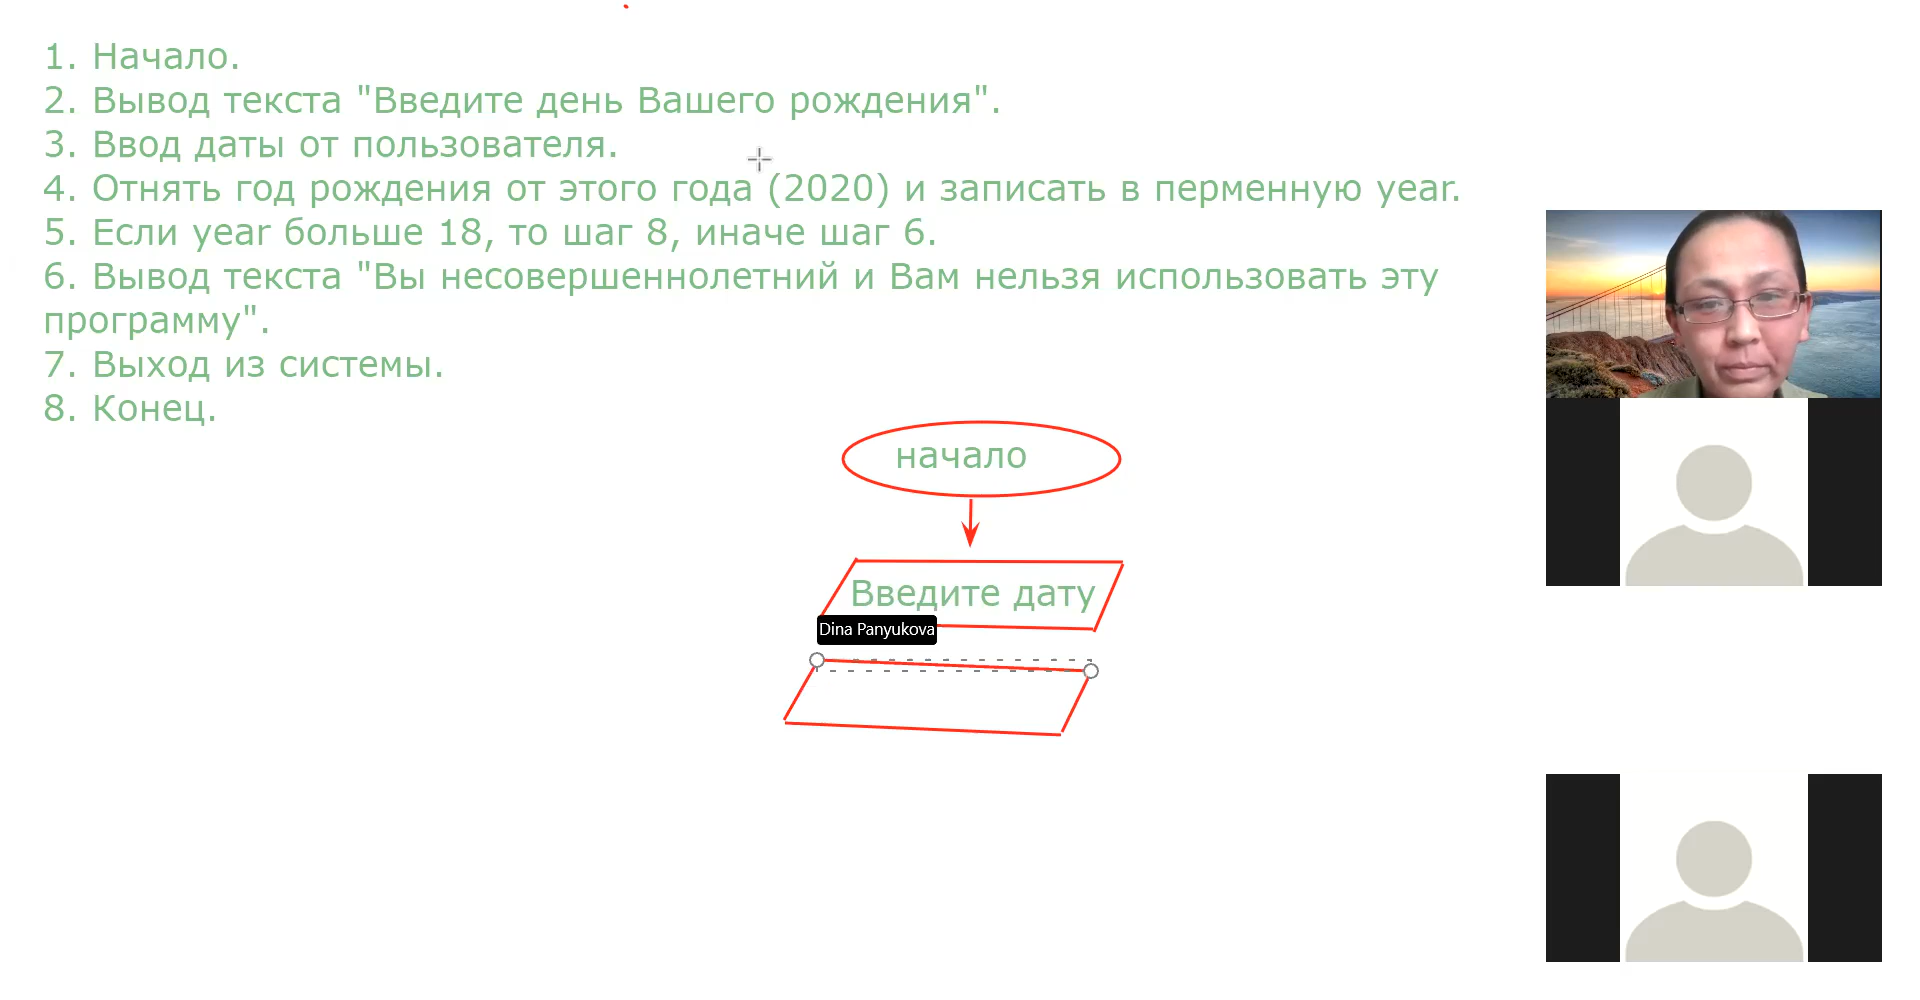 1. Начало.
2. Вывод текста "Введите день Вашего рождения".
3. Ввод даты от пользователя.
4. Отнять год рождения от этого года (2020) и записать в перменную year.
5. Если year больше 18, то шаг 8, иначе шаг 6.
6. Вывод текста "Вы несовершеннолетний и Вам нельзя использовать эту
программу".
7. Выход из системы.
8. Конец.
начало
Введите дату
Dina Panyukova